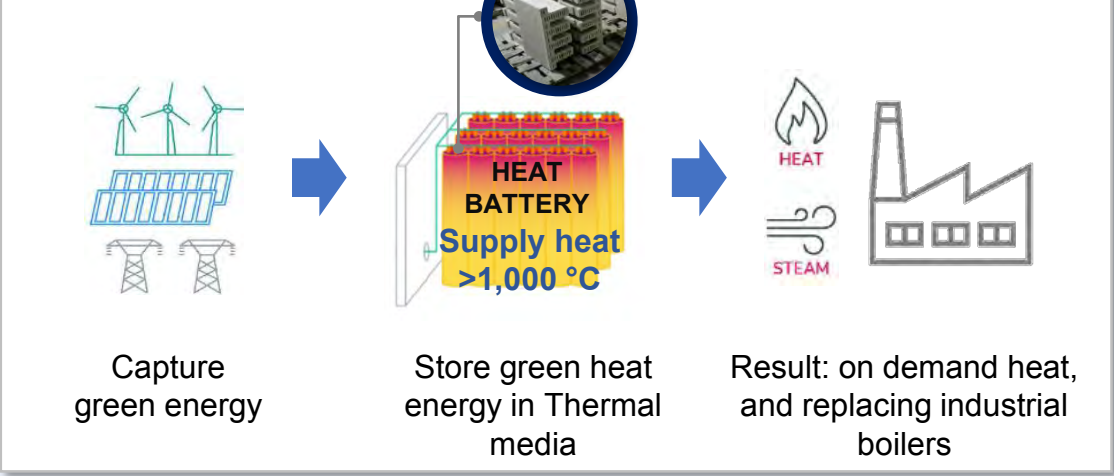 HEAT
BATTERY
Supply heat
>1,000 °C
HEAT
STEAM
Capture
green energy
Store green heat
energy in Thermal
media
Result: on demand heat,
and replacing industrial
boilers